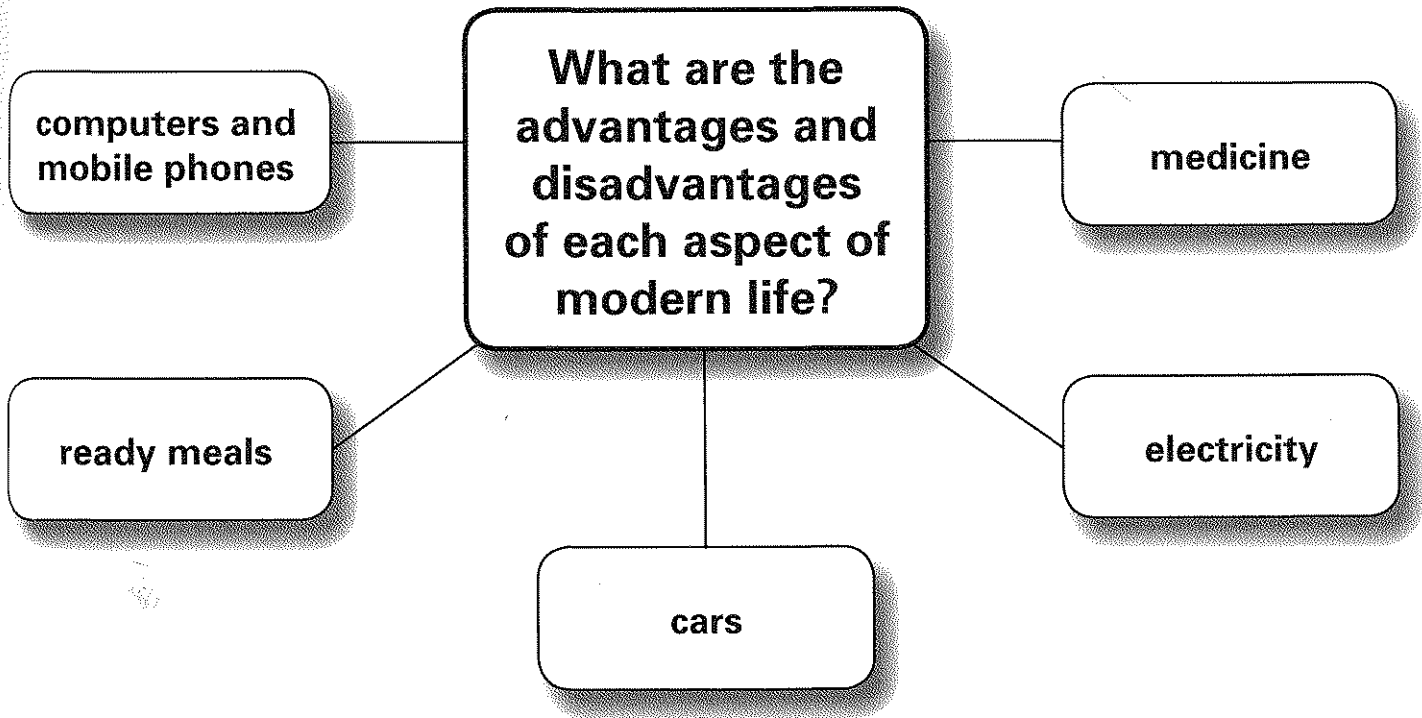 What are the
advantages and
disadvantages
of each aspect of
modern life?
computers and
mobile phones
medicine
ready meals
electricity
cars